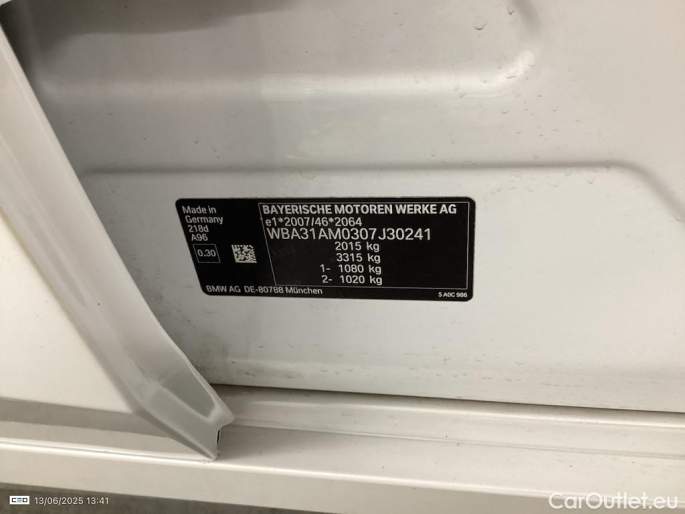 Made in
Germany
218d
A96
0.30
BAYERISCHE MOTOREN WERKE AG
e1*2007/46*2064
WBA31AM0307J30241
2015 kg
3315 kg
1- 1080 kg
2- 1020 kg
BMW AG DE-80788 München
5 A0C 986
CEO 13/06/2025 13:41
CarOutlet.eu